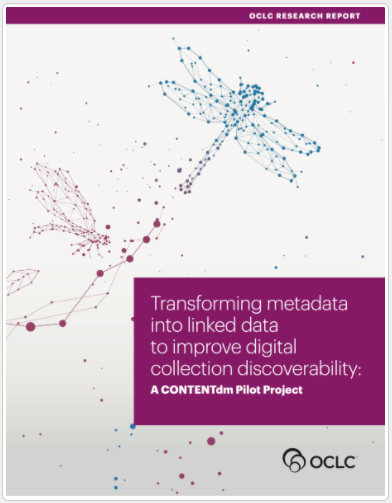 OCLC RESEARCH REPORT
Transforming metadata
into linked data
to improve digital
collection discoverability:
A CONTENTdm Pilot Project
OCLC